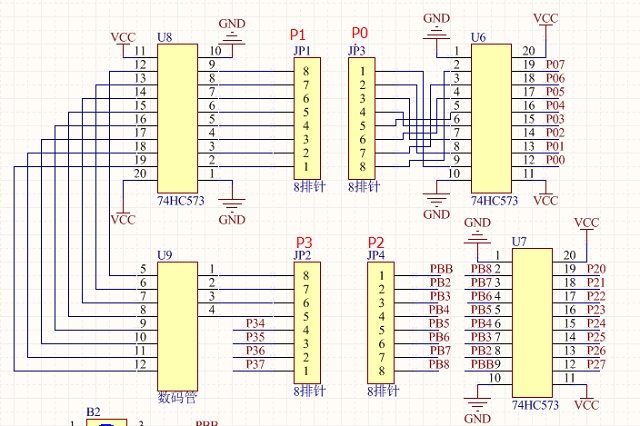 GND GND VCC
U8 P1 P0 U6
VCC JP1 JP3
11 10 8 1 1 20
12 9 7 2 2 19 P07
13 8 6 3 3 18 P06
14 7 5 4 4 17 P05
15 6 4 5 5 16 P04
16 5 3 6 6 15 P03
17 4 2 7 7 14 P02
18 3 1 8 8 13 P01
19 2 9 12 P00
20 1 10 11
VCC 74HC573 GND 8排针 8排针 GND 74HC573 VCC
U9 P3 P2 GND U7 VCC
JP2 JP4
1 20
5 1 8 1 PBB PB8 2 19 P20
6 2 7 2 PB2 PB7 3 18 P21
7 3 6 3 PB3 PB6 4 17 P22
8 4 5 4 PB4 PB5 5 16 P23
9 P34 4 5 PB5 PB4 6 15 P24
10 P35 3 6 PB6 PB3 7 14 P25
11 P36 2 7 PB7 PB2 8 13 P26
12 P37 1 8 PB8 PBB 9 12 P27
10 11
数码管 8排针 8排针 GND 74HC573 VCC
B2
1 3 PBB